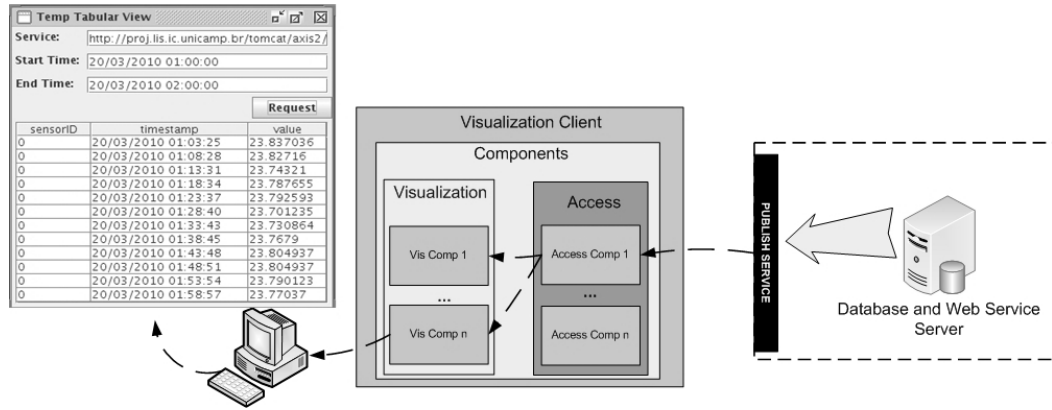 Temp Tabular View
Service: http://proj.lis.ic.unicamp.br/tomcat/axis2/
Start Time: 20/03/2010 01:00:00
End Time: 20/03/2010 02:00:00
Request
sensorID timestamp value
0 20/03/2010 01:03:25 23.837036
0 20/03/2010 01:08:28 23.82716
0 20/03/2010 01:13:31 23.74321
0 20/03/2010 01:18:34 23.787655
0 20/03/2010 01:23:37 23.792593
0 20/03/2010 01:28:40 23.701235
0 20/03/2010 01:33:43 23.730864
0 20/03/2010 01:38:45 23.7679
0 20/03/2010 01:43:48 23.804937
0 20/03/2010 01:48:51 23.804937
0 20/03/2010 01:53:54 23.790123
0 20/03/2010 01:58:57 23.77037
Visualization Client
Components
Visualization
Vis Comp 1
...
Vis Comp n
Access
Access Comp 1
...
Access Comp n
PUBLISH SERVICE
Database and Web Service
Server